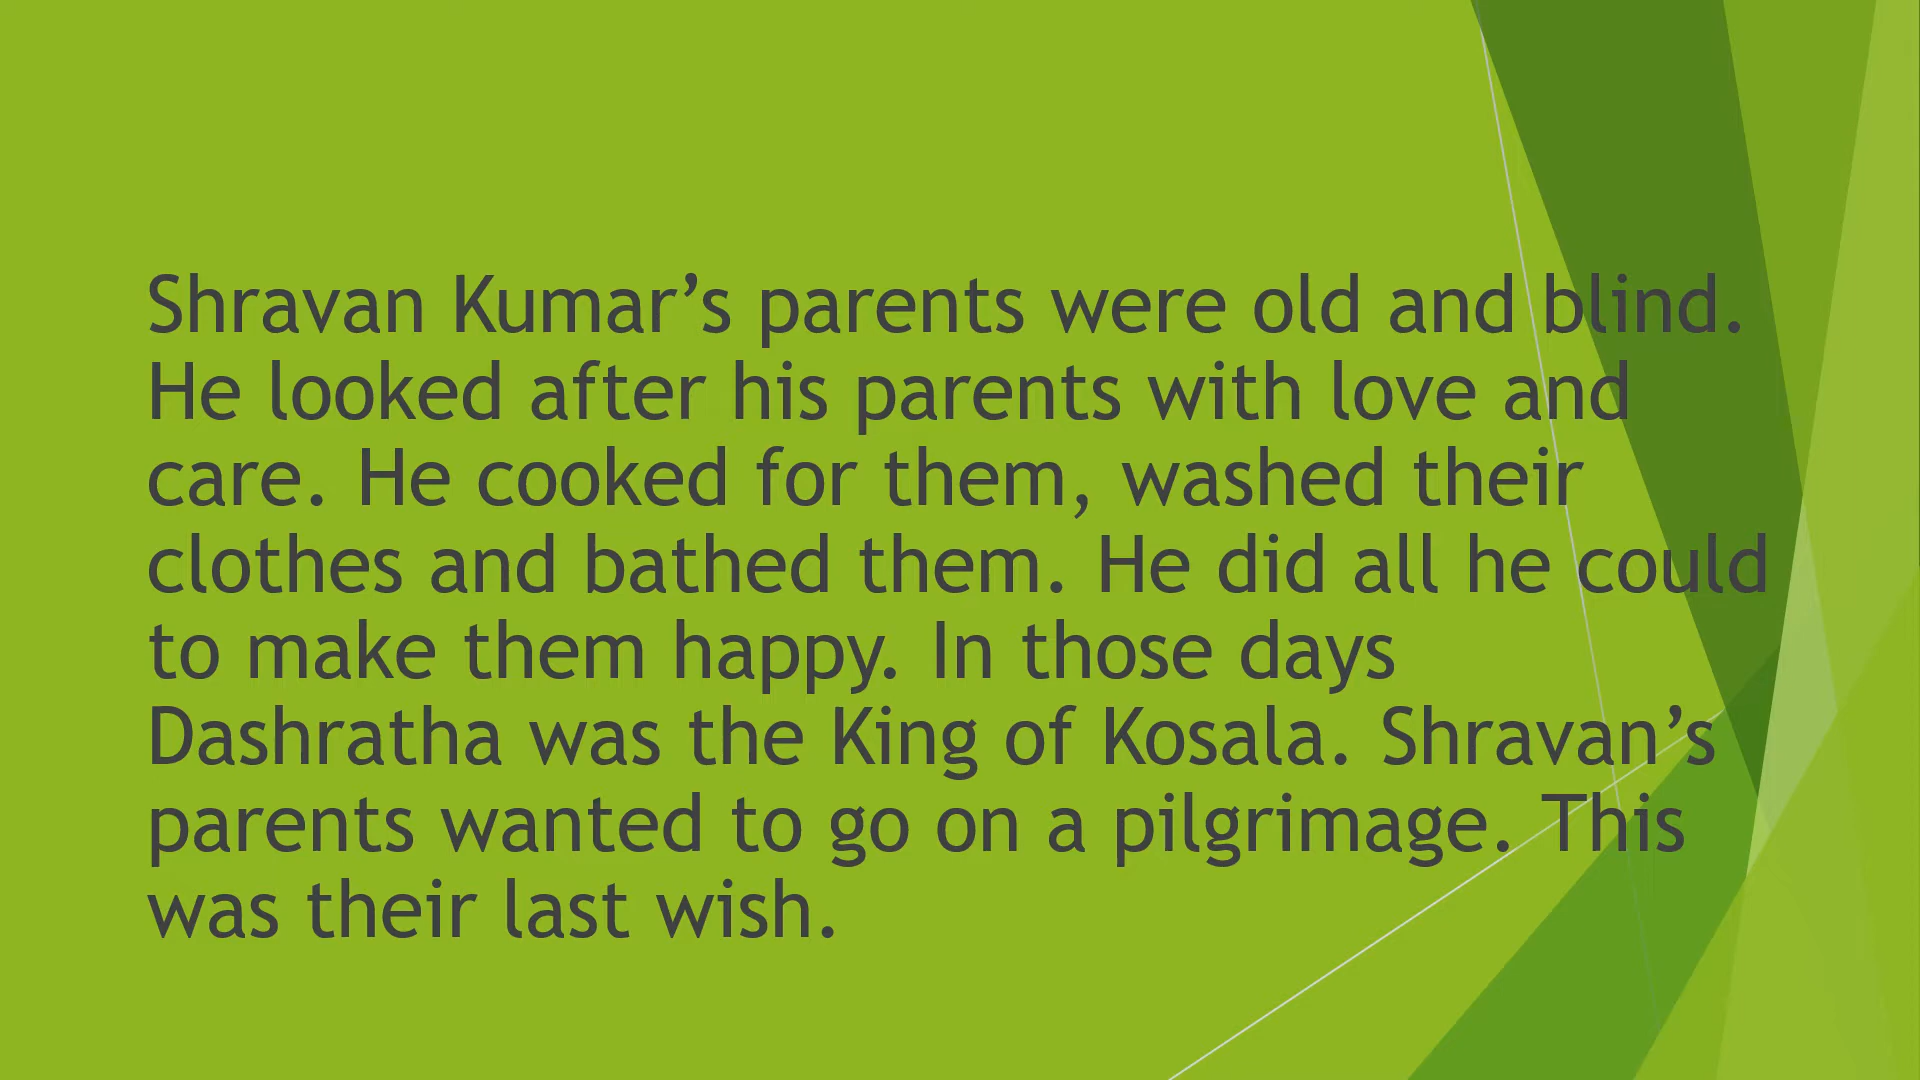 Shravan Kumar’s parents were old and blind.
He looked after his parents with love and
care. He cooked for them, washed their
clothes and bathed them. He did all he could
to make them happy. In those days
Dashratha was the King of Kosala. Shravan’s
parents wanted to go on a pilgrimage. This
was their last wish.